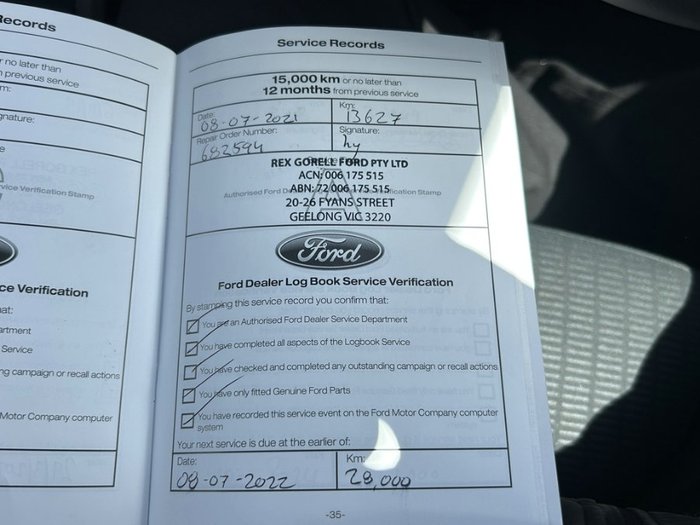 Records
r no later than
previous service
m:
nature:
e
vice Verification Stamp
ce Verification
at:
artment
Service
ng campaign or recall actions
Motor Company computer
Service Records
15,000 km or no later than
12 months from previous service
Date: 08-07-2021
Km: 13627
Repair Order Number: 682594
Signature:
REX GORELL FORD PTY LTD
ACN: 006 175 515
ABN: 72 006 175 515
Authorised Ford De Verification Stamp
20-26 FYANS STREET
GEELONG VIC 3220
Ford
Ford Dealer Log Book Service Verification
By stamping this service record you confirm that:
You are an Authorised Ford Dealer Service Department
You have completed all aspects of the Logbook Service
You have checked and completed any outstanding campaign or recall actions
You have only fitted Genuine Ford Parts
You have recorded this service event on the Ford Motor Company computer
system
Your next service is due at the earlier of:
Date: 08-07-2022
Km: 28,000
-35-